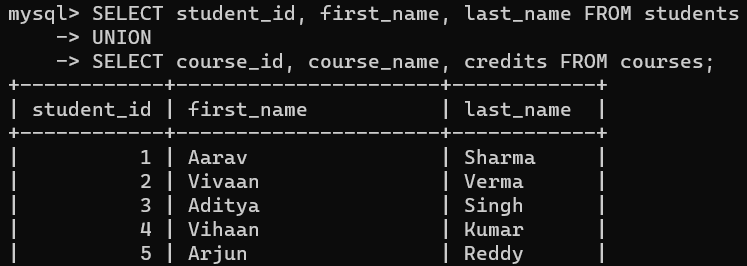 mysql> SELECT student_id, first_name, last_name FROM students
    -> UNION
    -> SELECT course_id, course_name, credits FROM courses;
+------------+----------------------+------------+
| student_id | first_name           | last_name  |
+------------+----------------------+------------+
|          1 | Aarav                | Sharma     |
|          2 | Vivaan               | Verma      |
|          3 | Aditya               | Singh      |
|          4 | Vihaan               | Kumar      |
|          5 | Arjun                | Reddy      |